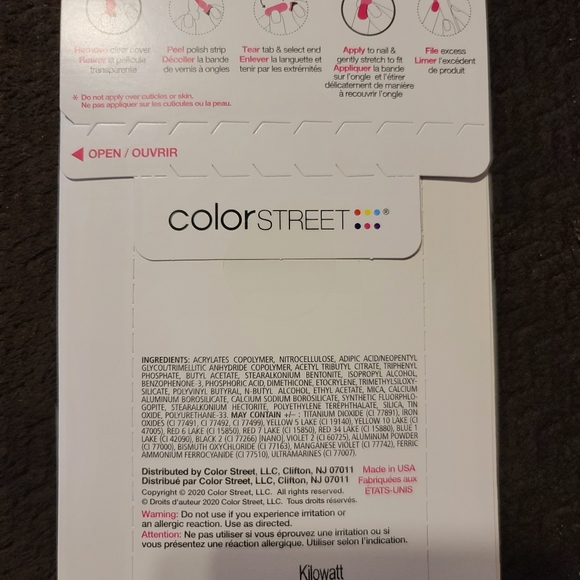 Remove clear cover
Retirer la pellicule
transparente
Peel polish strip
Décoller la bande
de vernis à ongles
Tear tab & select end
Enlever la languette et
tenir par les extrémités
Apply to nail &
gently stretch to fit
Appliquer la bande
sur l'ongle et l'étirer
délicatement de manière
à recouvrir l'ongle
File excess
Limer l'excédent
de produit
* Do not apply over cuticles or skin.
Ne pas appliquer sur les cuticules ou la peau.
OPEN / OUVRIR
colorSTREET®
INGREDIENTS: ACRYLATES COPOLYMER, NITROCELLULOSE, ADIPIC ACID/NEOPENTYL
GLYCOL/TRIMELLITIC ANHYDRIDE COPOLYMER, ACETYL TRIBUTYL CITRATE, TRIPHENYL
PHOSPHATE, BUTYL ACETATE, STEARALKONIUM BENTONITE, ISOPROPYL ALCOHOL,
BENZOPHENONE-3, PHOSPHORIC ACID, DIMETHICONE, ETOCRYLENE, TRIMETHYLSILOXY-
SILICATE, POLYVINYL BUTYRAL, N-BUTYL ALCOHOL, ETHYL ACETATE, MICA, CALCIUM
ALUMINUM BOROSILICATE, CALCIUM SODIUM BOROSILICATE, SYNTHETIC FLUORPHLO-
GOPITE, STEARALKONIUM HECTORITE, POLYETHYLENE TEREPHTHALATE, SILICA, TIN
OXIDE, POLYURETHANE-33. MAY CONTAIN +/- : TITANIUM DIOXIDE (CI 77891), IRON
OXIDES (CI 77491, CI 77492, CI 77499), YELLOW 5 LAKE (CI 19140), YELLOW 10 LAKE (CI
47005), RED 6 LAKE (CI 15850), RED 7 LAKE (CI 15850), RED 34 LAKE (CI 15880), BLUE 1
LAKE (CI 42090), BLACK 2 (CI 77266) [NANO], VIOLET 2 (CI 60725), ALUMINUM POWDER
(CI 77000), BISMUTH OXYCHLORIDE (CI 77163), MANGANESE VIOLET (CI 77742), FERRIC
AMMONIUM FERROCYANIDE (CI 77510), ULTRAMARINES (CI 77007).
Distributed by Color Street, LLC, Clifton, NJ 07011
Distribué par Color Street, LLC, Clifton, NJ 07011
Made in USA
Fabriquées aux
ÉTATS-UNIS
Copyright © 2020 Color Street, LLC. All rights reserved.
© Droits d'auteur 2020 Color Street, LLC. Tous droits réservés.
Warning: Do not use if you experience irritation or
an allergic reaction. Use as directed.
Attention: Ne pas utiliser si vous éprouvez une irritation ou si
vous présentez une réaction allergique. Utiliser selon l'indication.
Kilowatt